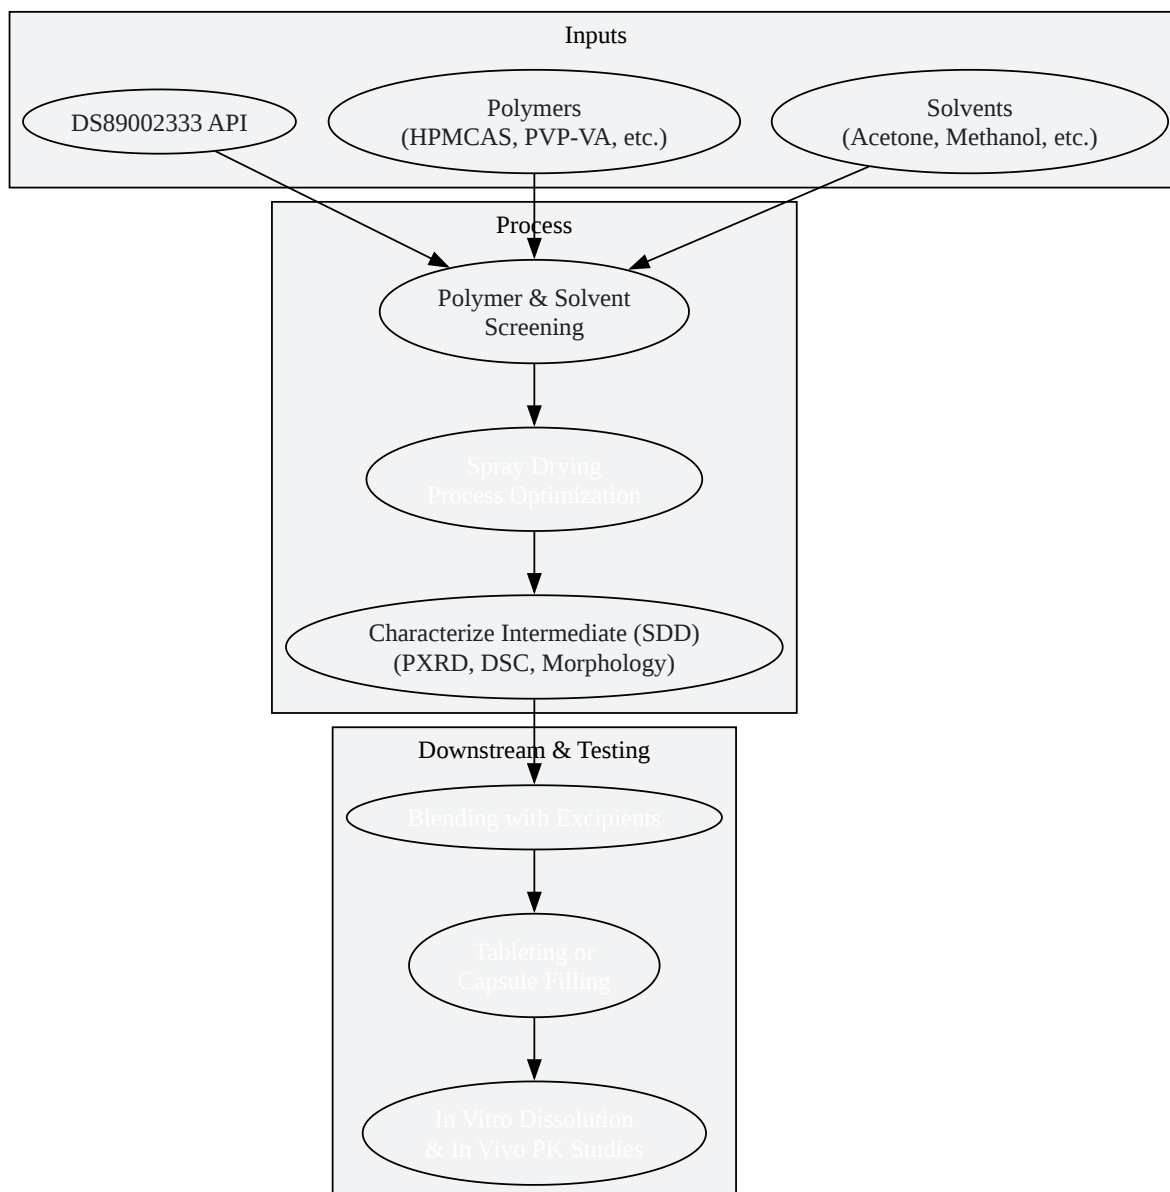 Inputs
DS89002333 API
Polymers
(HPMCAS, PVP-VA, etc.)
Solvents
(Acetone, Methanol, etc.)
Process
Polymer & Solvent
Screening
Spray Drying
Process Optimization
Characterize Intermediate (SDD)
(PXRD, DSC, Morphology)
Downstream & Testing
Blending with Excipients
Tableting or
Capsule Filling
In Vitro Dissolution
& In Vivo PK Studies